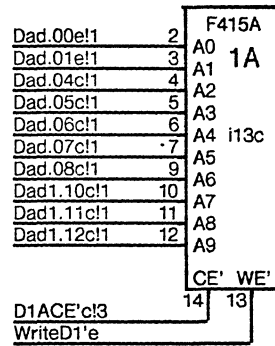 F415A
Dad.00e!1 2 A0 1A
Dad.01e!1 3 A1
Dad.04c!1 4 A2
Dad.05c!1 5 A3
Dad.06c!1 6 A4 i13c
Dad.07c!1 7 A5
Dad.08c!1 9 A6
Dad1.10c!1 10 A7
Dad1.11c!1 11 A8
Dad1.12c!1 12 A9
CE' WE'
14 13
D1ACE'c!3
WriteD1'e